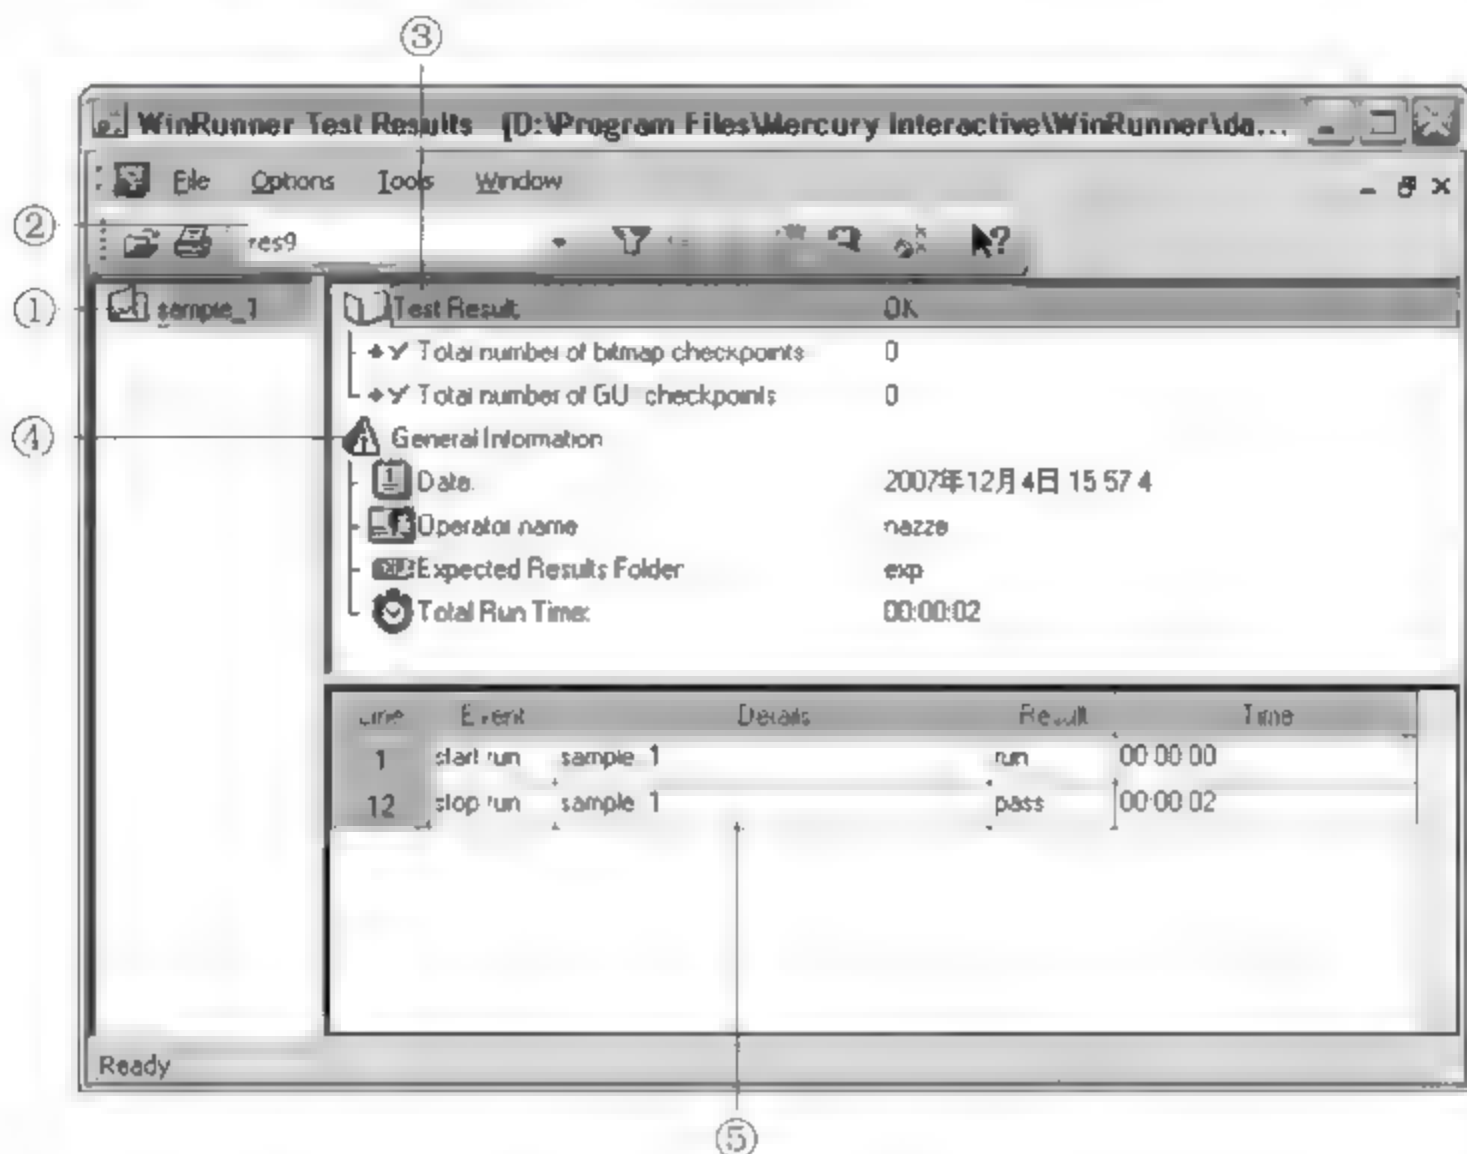 ③
WinRunner Test Results [D:\Program Files\Mercury Interactive\WinRunner\da...
File Options Tools Window
② res9
① sample_1
Test Result: OK
Total number of bitmap checkpoints 0
Total number of GUI checkpoints 0
④ General Information
Date: 2007年12月4日 15:57:4
Operator name nazze
Expected Results Folder exp
Total Run Time: 00:00:02
Line Event Details Result Time
1 start run sample_1 run 00:00:00
12 stop run sample_1 pass 00:00:02
Ready
⑤